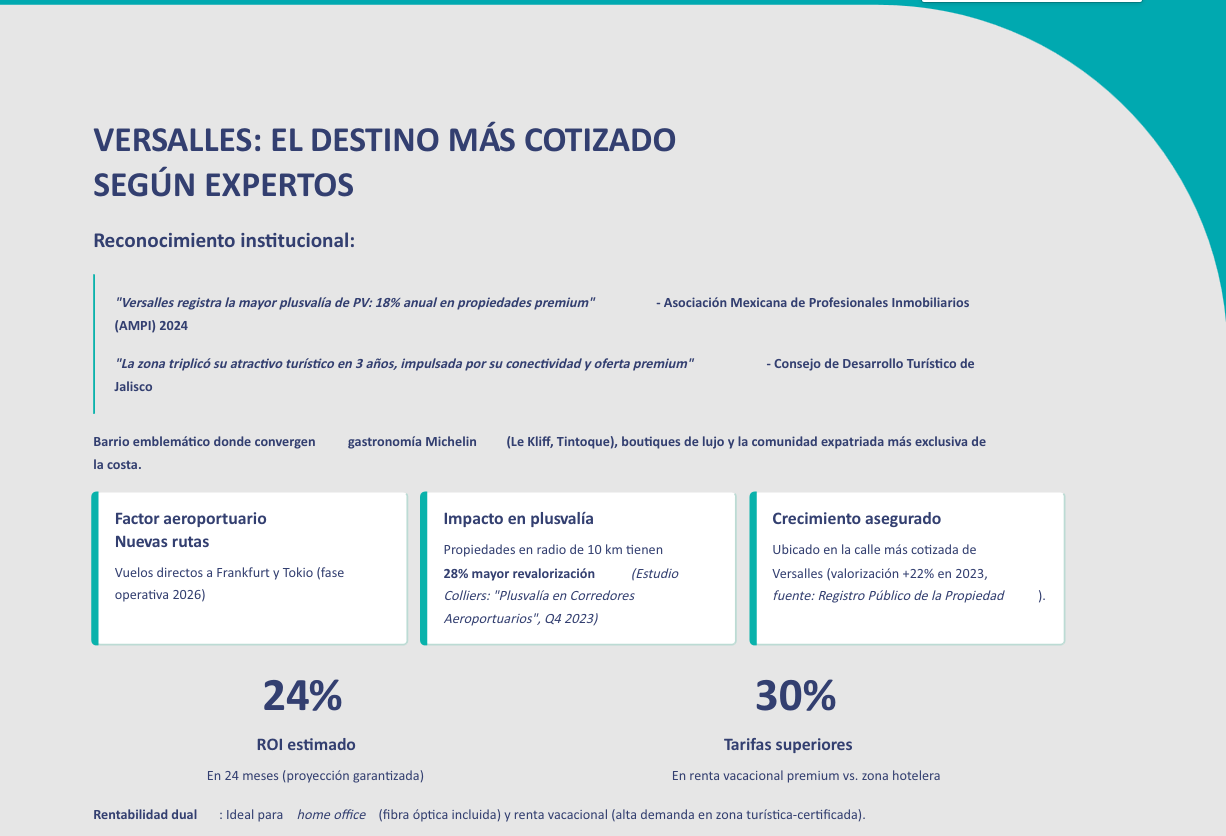 VERSALLES: EL DESTINO MÁS COTIZADO
SEGÚN EXPERTOS
Reconocimiento institucional:
"Versalles registra la mayor plusvalía de PV: 18% anual en propiedades premium" - Asociación Mexicana de Profesionales Inmobiliarios
(AMPI) 2024
"La zona triplicó su atractivo turístico en 3 años, impulsada por su conectividad y oferta premium" - Consejo de Desarrollo Turístico de
Jalisco
Barrio emblemático donde convergen gastronomía Michelin (Le Kliff, Tintoque), boutiques de lujo y la comunidad expatriada más exclusiva de
la costa.
Factor aeroportuario
Nuevas rutas
Vuelos directos a Frankfurt y Tokio (fase
operativa 2026)
Impacto en plusvalía
Propiedades en radio de 10 km tienen
28% mayor revalorización (Estudio
Colliers: "Plusvalía en Corredores
Aeroportuarios", Q4 2023)
Crecimiento asegurado
Ubicado en la calle más cotizada de
Versalles (valorización +22% en 2023,
fuente: Registro Público de la Propiedad ).
24%
ROI estimado
En 24 meses (proyección garantizada)
30%
Tarifas superiores
En renta vacacional premium vs. zona hotelera
Rentabilidad dual : Ideal para home office (fibra óptica incluida) y renta vacacional (alta demanda en zona turística-certificada).